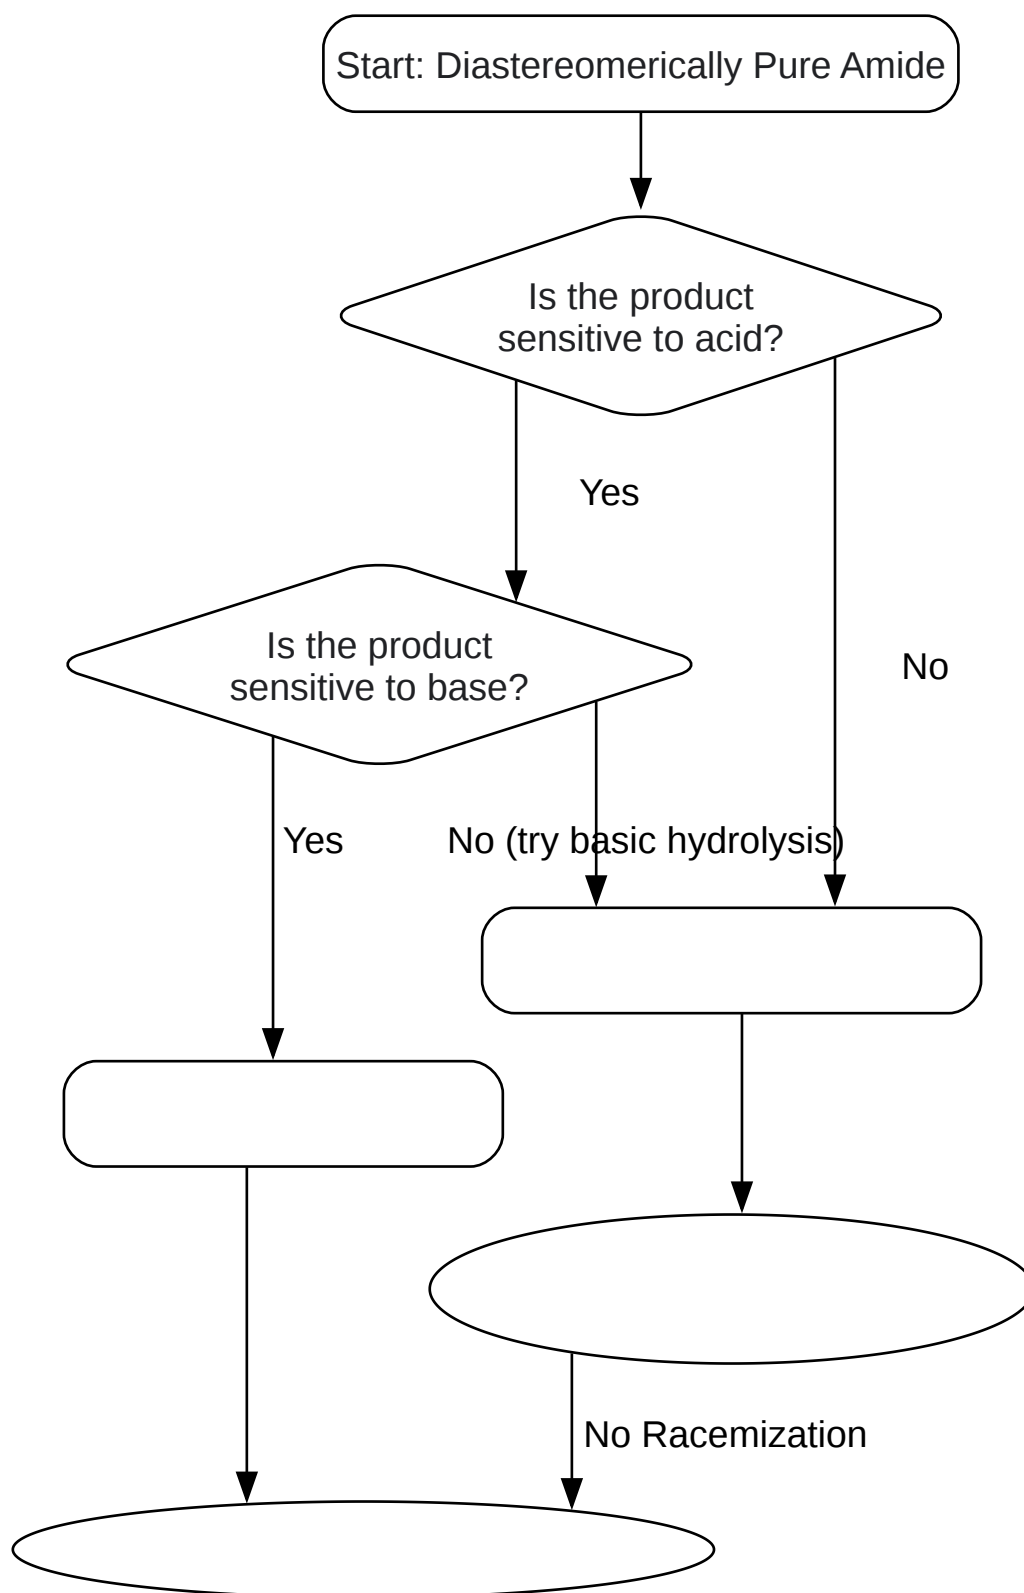 Start: Diastereomerically Pure Amide
Is the product
sensitive to acid?
Yes
Is the product
sensitive to base?
No
Yes
No (try basic hydrolysis)
No Racemization